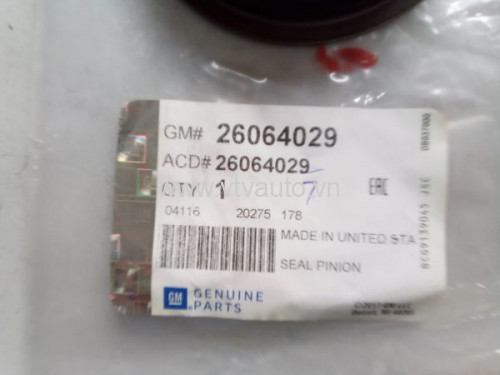 GM# 26064029
ACD# 26064029
www.vtvauto.vn
QTY 1
EAC
04116 20275 178
MADE IN UNITED STA
SEAL PINION
GM GENUINE
PARTS